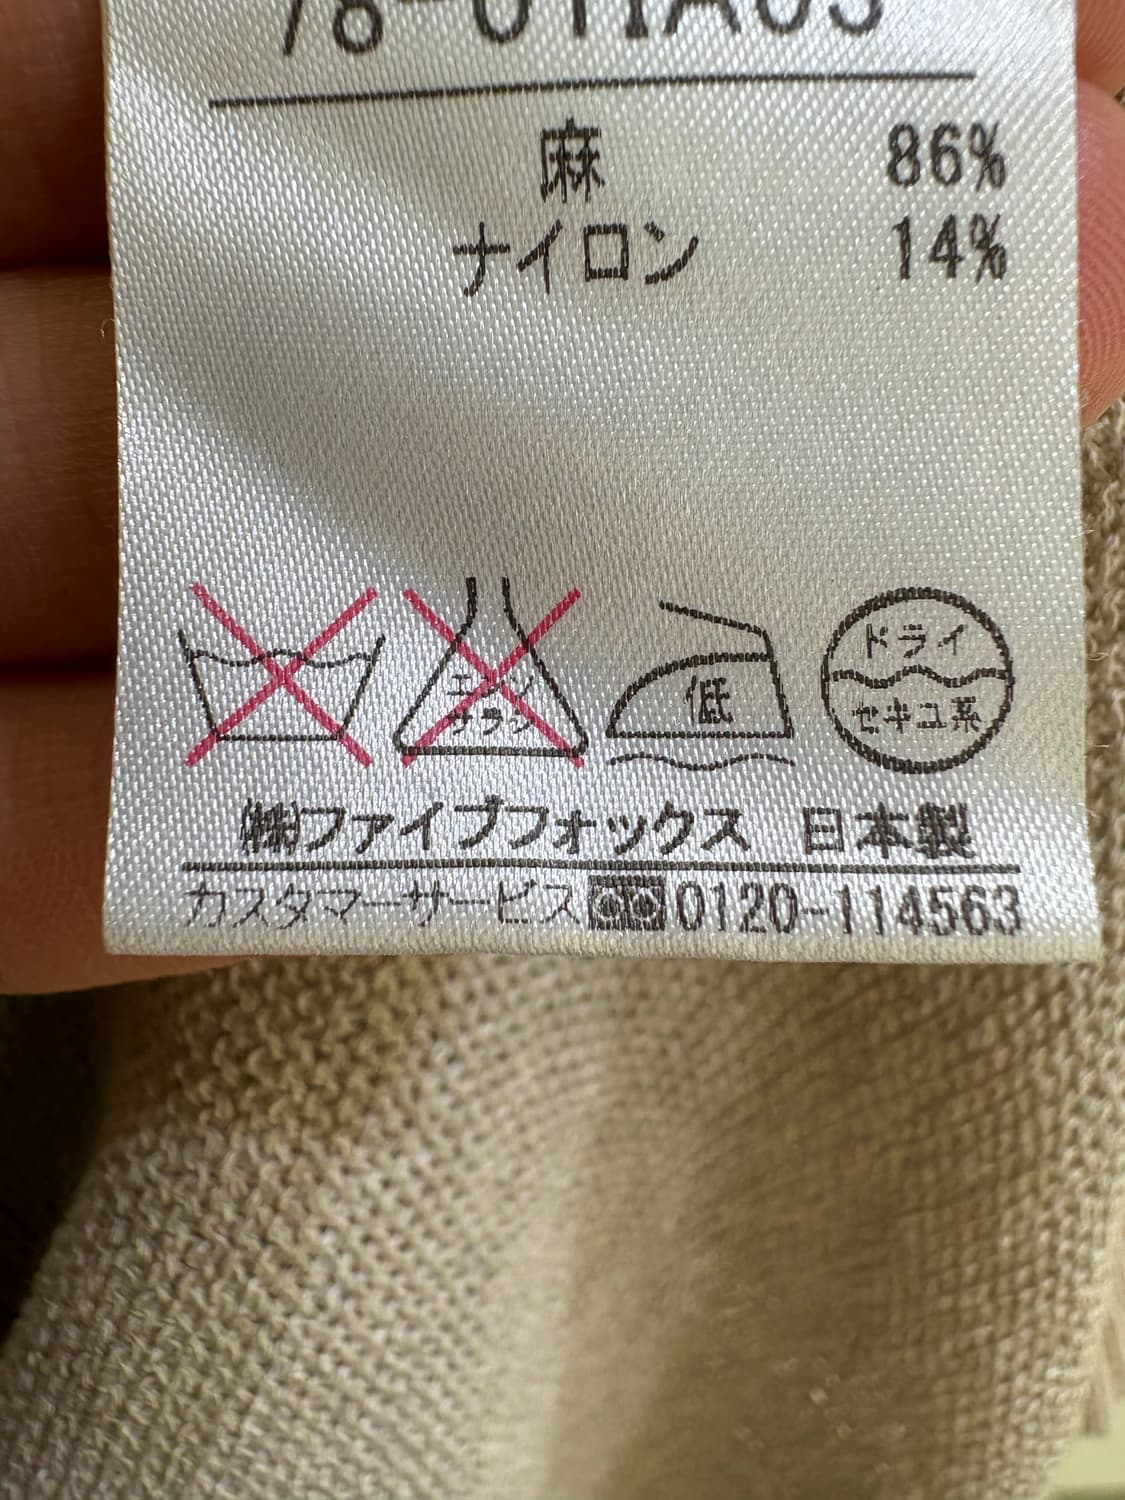 麻 86%
ナイロン 14%
エンソ
サラシ
低
ドライ
セキユ系
㈱ファイブフォックス 日本製
カスタマーサービス 0120-114563